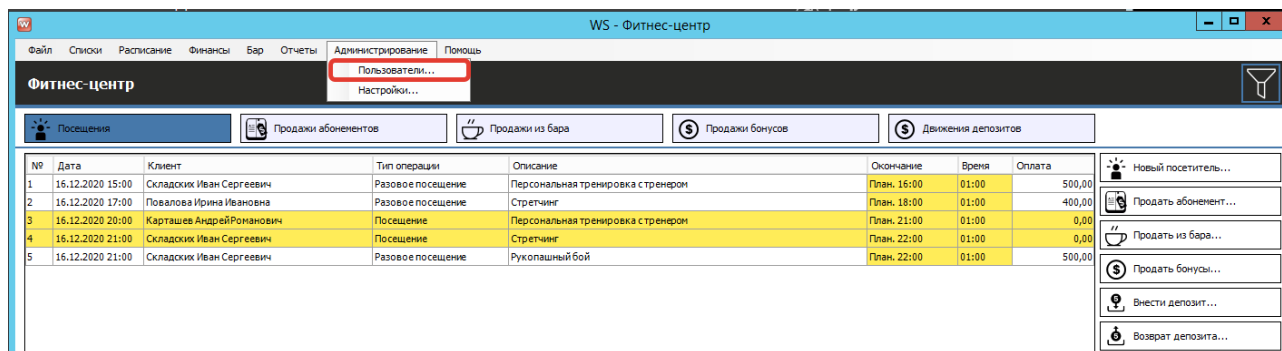 WS - Фитнес-центр
Файл Списки Расписание Финансы Бар Отчеты Администрирование Помощь
Пользователи...
Настройки...
Фитнес-центр
Посещения Продажи абонементов Продажи из бара Продажи бонусов Движения депозитов
№ Дата Клиент Тип операции Описание Окончание Время Оплата
1 16.12.2020 15:00 Складских Иван Сергеевич Разовое посещение Персональная тренировка с тренером План. 16:00 01:00 500,00
2 16.12.2020 17:00 Повалова Ирина Ивановна Разовое посещение Стретчинг План. 18:00 01:00 400,00
3 16.12.2020 20:00 Карташев Андрей Романович Посещение Персональная тренировка с тренером План. 21:00 01:00 0,00
4 16.12.2020 21:00 Складских Иван Сергеевич Посещение Стретчинг План. 22:00 01:00 0,00
5 16.12.2020 21:00 Складских Иван Сергеевич Разовое посещение Рукопашный бой План. 22:00 01:00 500,00
Новый посетитель...
Продать абонемент...
Продать из бара...
Продать бонусы...
Внести депозит...
Возврат депозита...